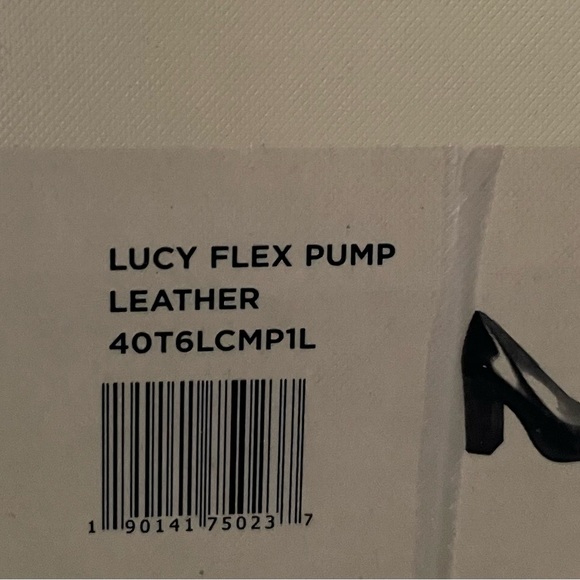 LUCY FLEX PUMP
LEATHER
40T6LCMP1L
1 90141 75023 7